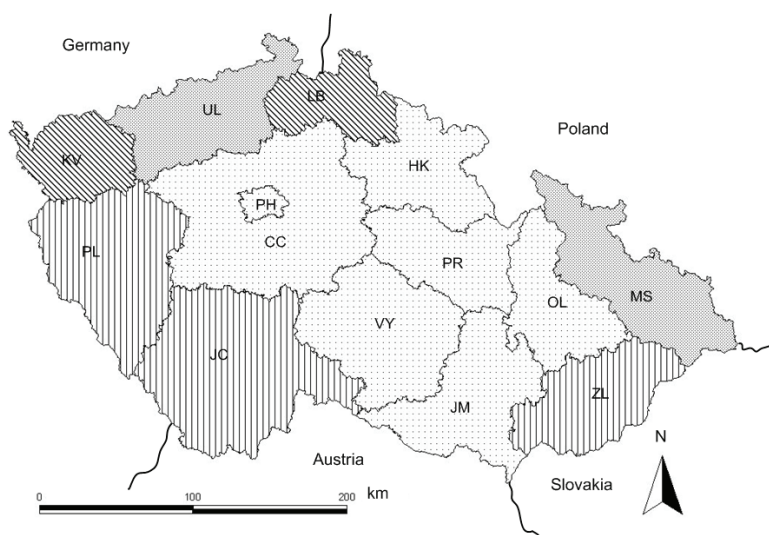 Germany
LB
UL
Poland
KV
HK
PH
CC
PL
PR
MS
OL
VY
JC
ZL
JM
N
Austria
Slovakia
km
0
100
200